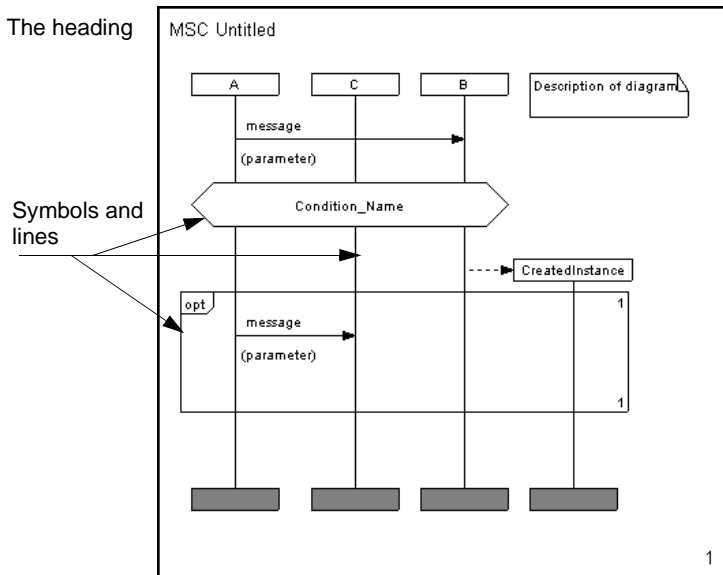 The heading
MSC Untitled
A
C
B
Description of diagram
message
(parameter)
Symbols and
lines
Condition_Name
CreatedInstance
opt
1
message
(parameter)
1
1